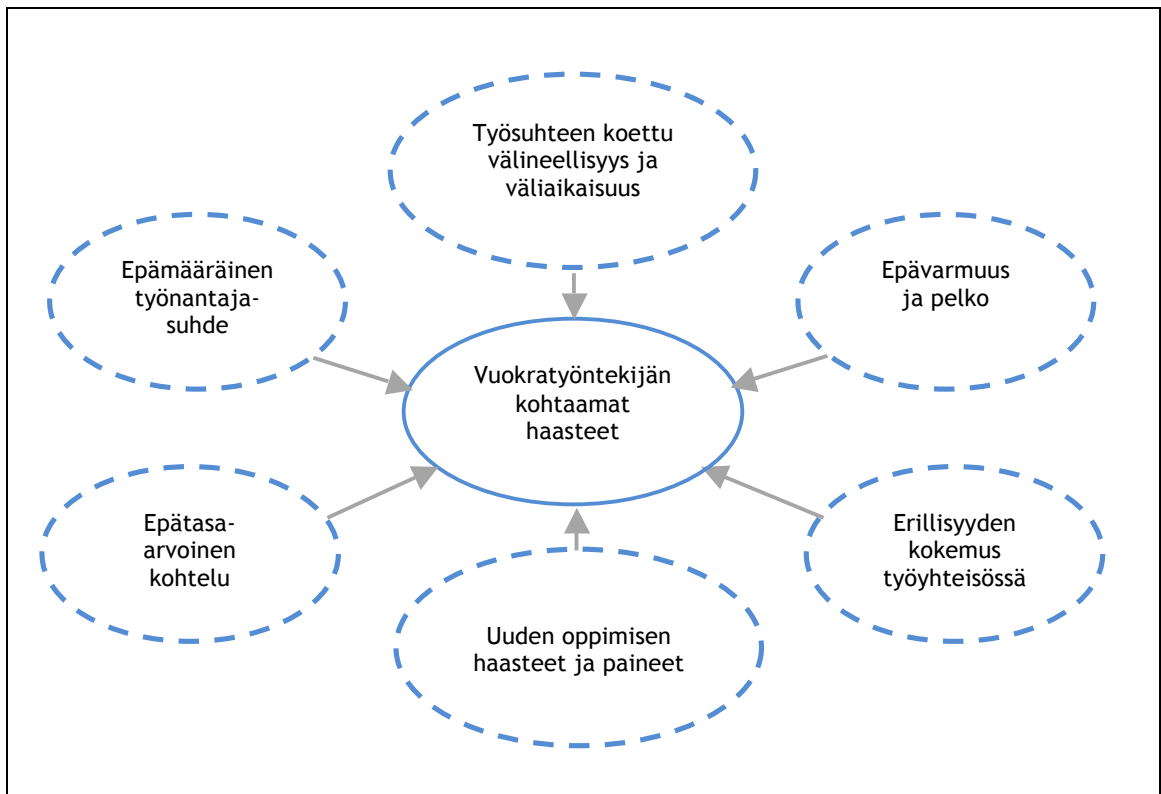 Työsuhteen koettu
välineellisyys ja
väliaikaisuus
Epämääräinen
työnantaja-
suhde
Epävarmuus
ja pelko
Vuokratyöntekijän
kohtaamat
haasteet
Epätasa-
arvoinen
kohtelu
Erillisyyden
kokemus
työyhteisössä
Uuden oppimisen
haasteet ja paineet